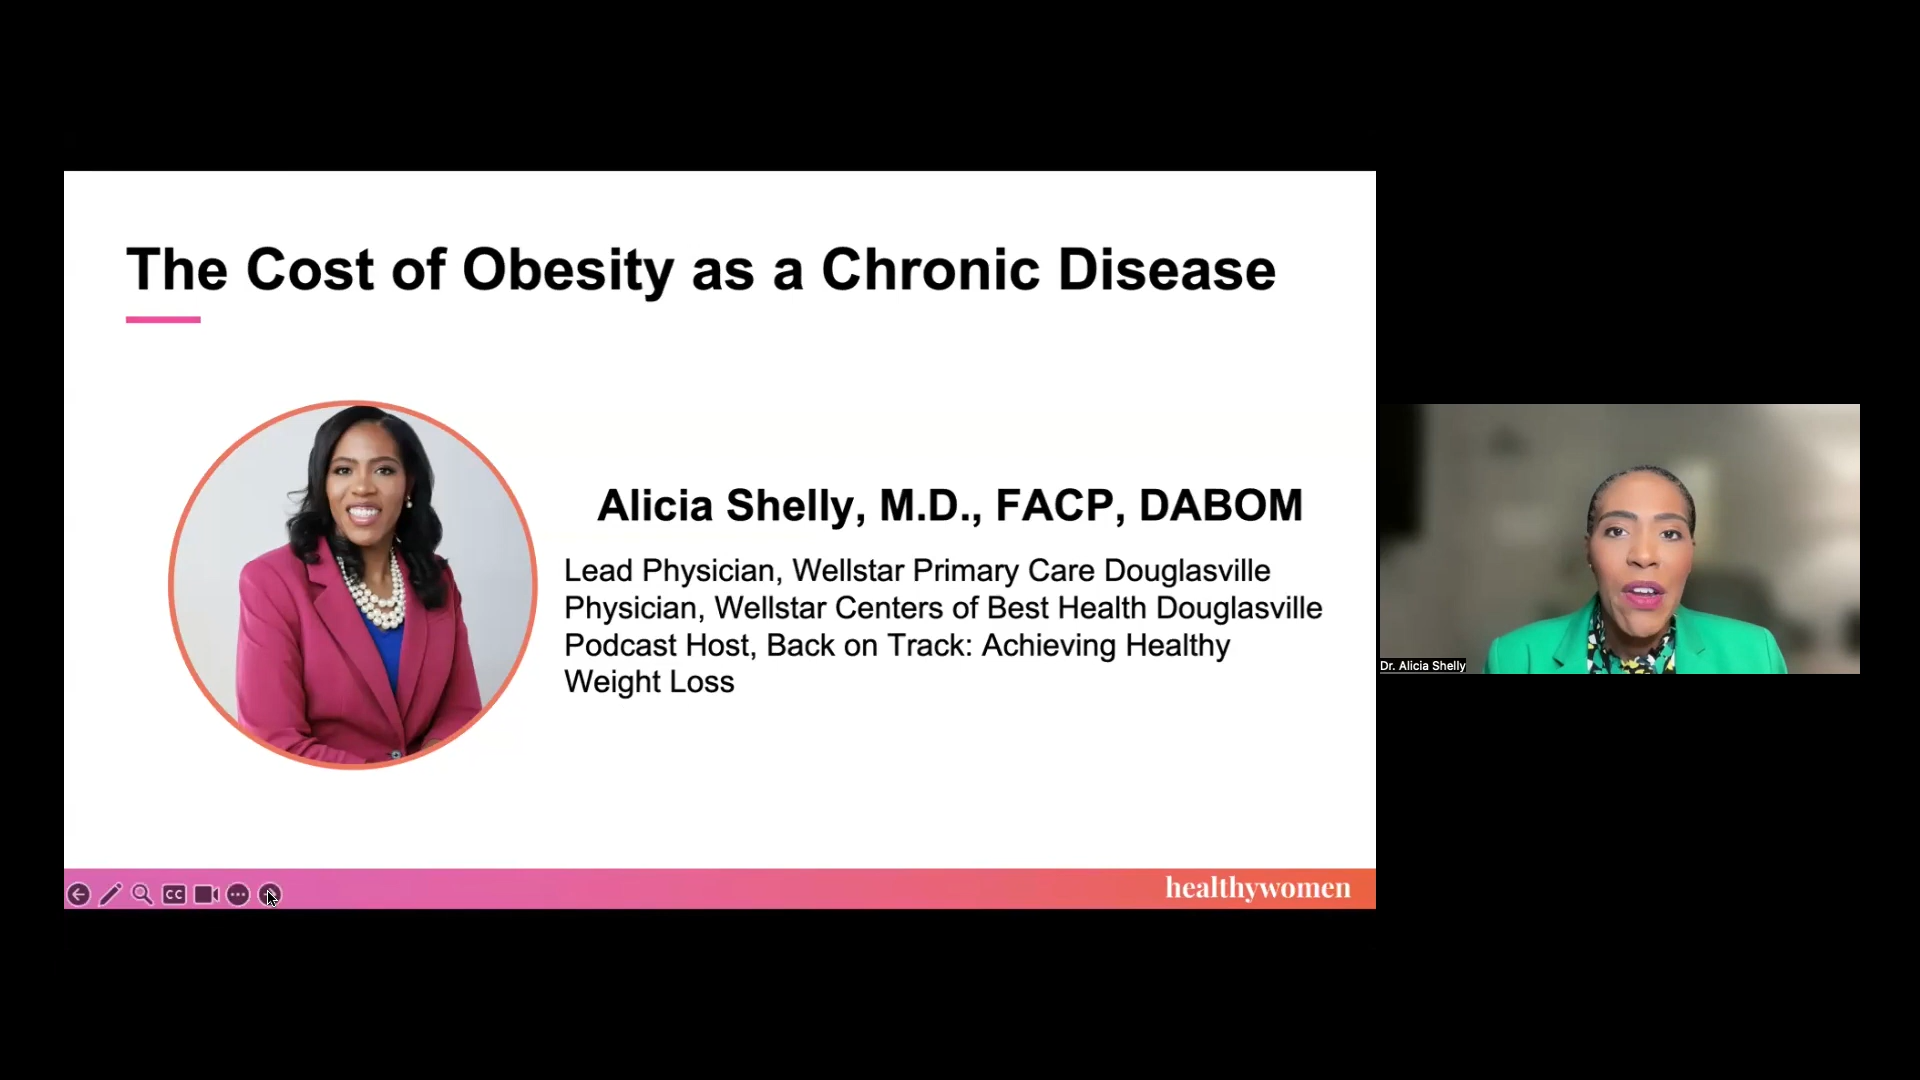 The Cost of Obesity as a Chronic Disease
Alicia Shelly, M.D., FACP, DABOM
Lead Physician, Wellstar Primary Care Douglasville
Physician, Wellstar Centers of Best Health Douglasville
Podcast Host, Back on Track: Achieving Healthy
Weight Loss
Dr. Alicia Shelly
CC
healthywomen